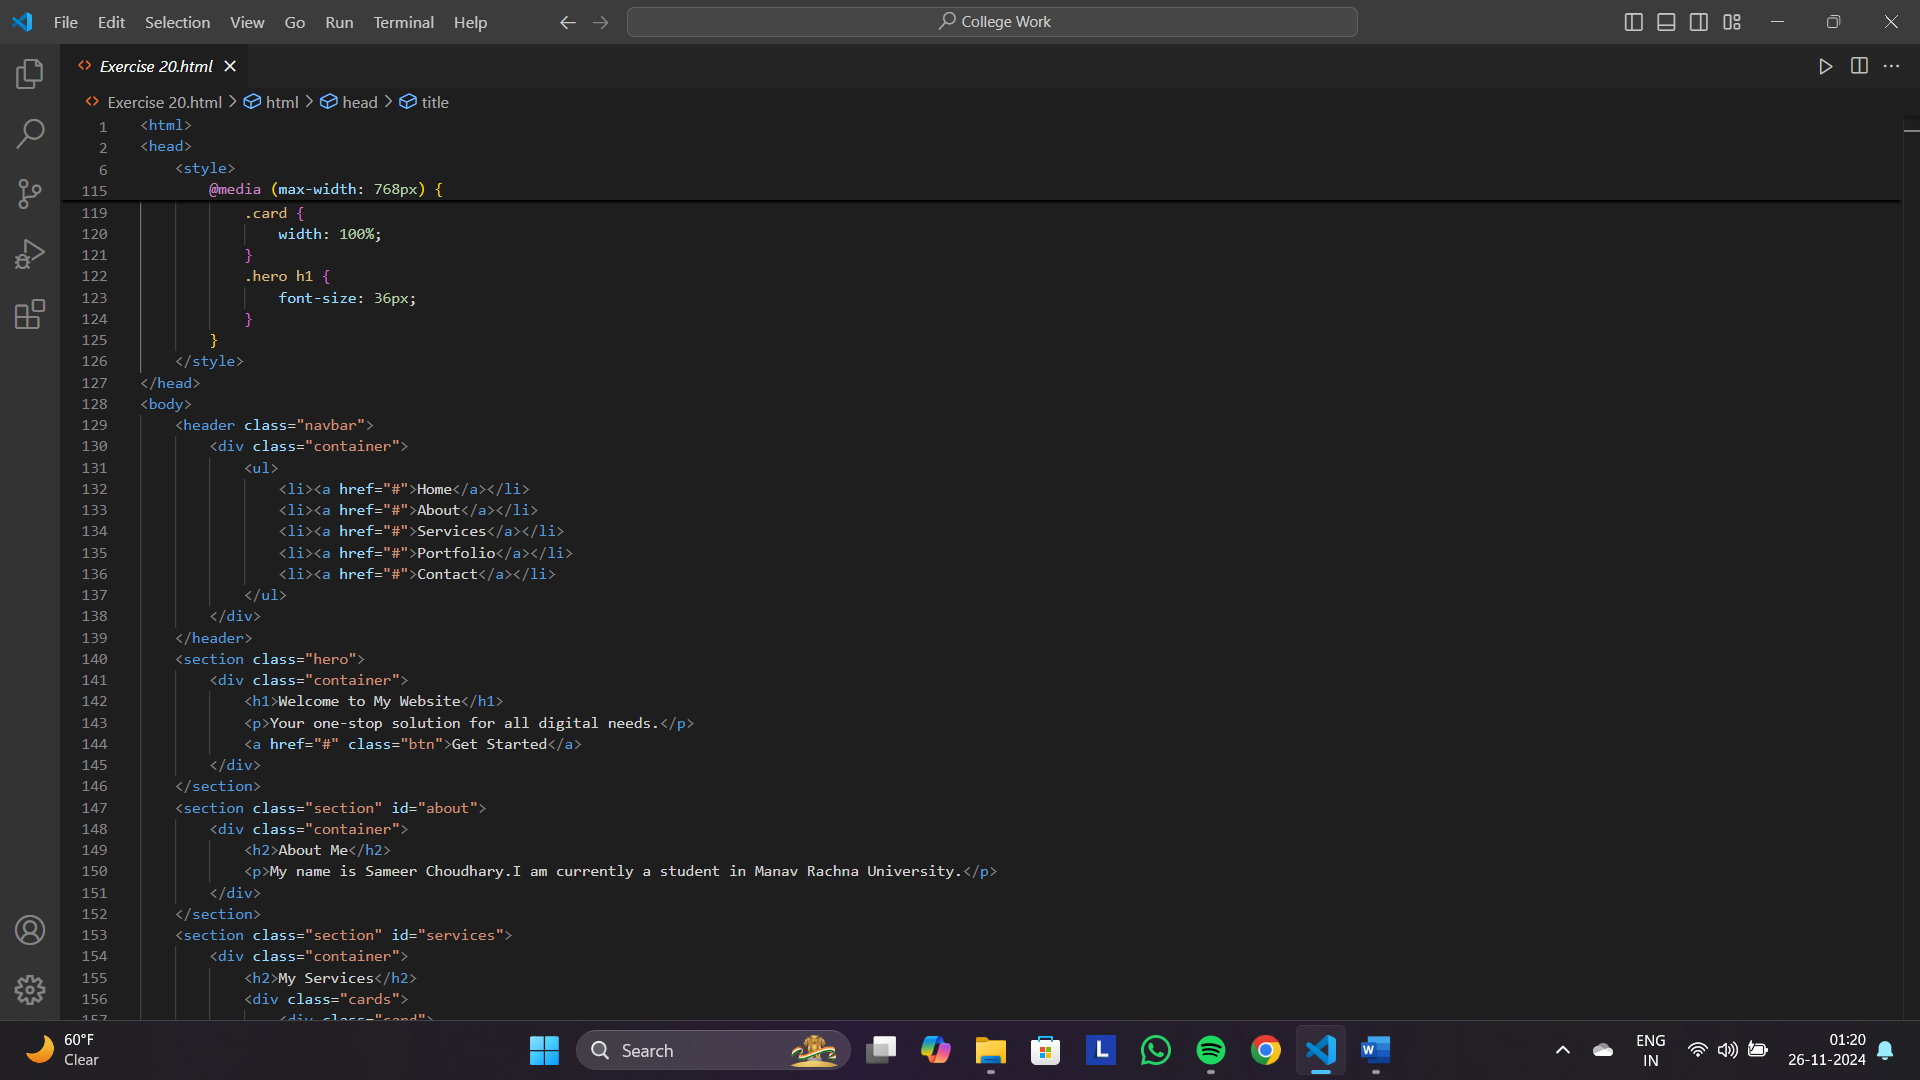 File Edit Selection View Go Run Terminal Help College Work
Exercise 20.html
Exercise 20.html > html > head > title
1 <html>
2 <head>
6 <style>
115 @media (max-width: 768px) {
119 .card {
120 width: 100%;
121 }
122 .hero h1 {
123 font-size: 36px;
124 }
125 }
126 </style>
127 </head>
128 <body>
129 <header class="navbar">
130 <div class="container">
131 <ul>
132 <li><a href="#">Home</a></li>
133 <li><a href="#">About</a></li>
134 <li><a href="#">Services</a></li>
135 <li><a href="#">Portfolio</a></li>
136 <li><a href="#">Contact</a></li>
137 </ul>
138 </div>
139 </header>
140 <section class="hero">
141 <div class="container">
142 <h1>Welcome to My Website</h1>
143 <p>Your one-stop solution for all digital needs.</p>
144 <a href="#" class="btn">Get Started</a>
145 </div>
146 </section>
147 <section class="section" id="about">
148 <div class="container">
149 <h2>About Me</h2>
150 <p>My name is Sameer Choudhary.I am currently a student in Manav Rachna University.</p>
151 </div>
152 </section>
153 <section class="section" id="services">
154 <div class="container">
155 <h2>My Services</h2>
156 <div class="cards">
157 <div class="card">
60°F
Clear
Search
L
W
ENG
IN
01:20
26-11-2024